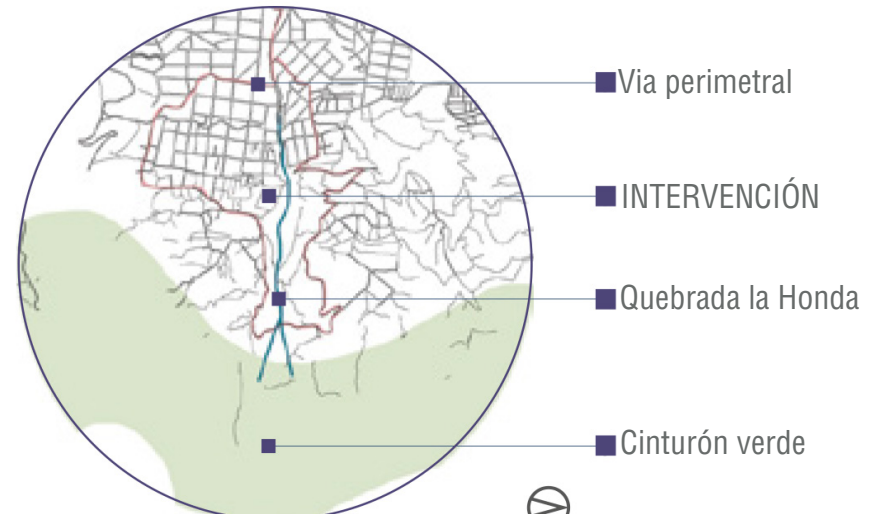 Via perimetral
INTERVENCIÓN
Quebrada la Honda
Cinturón verde